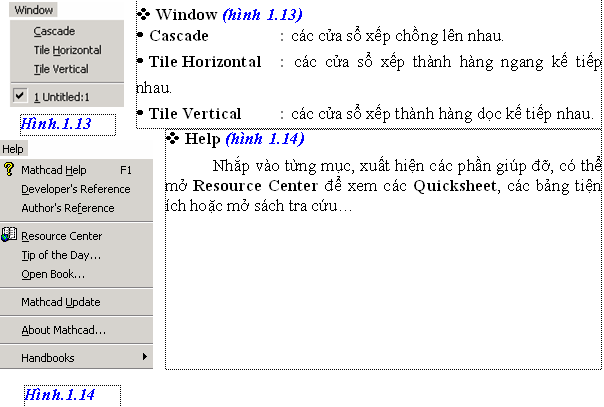 Window
Cascade
Tile Horizontal
Tile Vertical
1 Untitled:1
Hình.1.13
❖ Window (hình 1.13)
• Cascade : các cửa sổ xếp chồng lên nhau.
• Tile Horizontal : các cửa sổ xếp thành hàng ngang kế tiếp
nhau.
• Tile Vertical : các cửa sổ xếp thành hàng dọc kế tiếp nhau.
Help
Mathcad Help F1
Developer's Reference
Author's Reference
Resource Center
Tip of the Day...
Open Book...
Mathcad Update
About Mathcad...
Handbooks
Hình.1.14
❖ Help (hình 1.14)
Nhắp vào từng mục, xuất hiện các phần giúp đỡ, có thể
mở Resource Center để xem các Quicksheet, các bảng tiện
ích hoặc mở sách tra cứu…